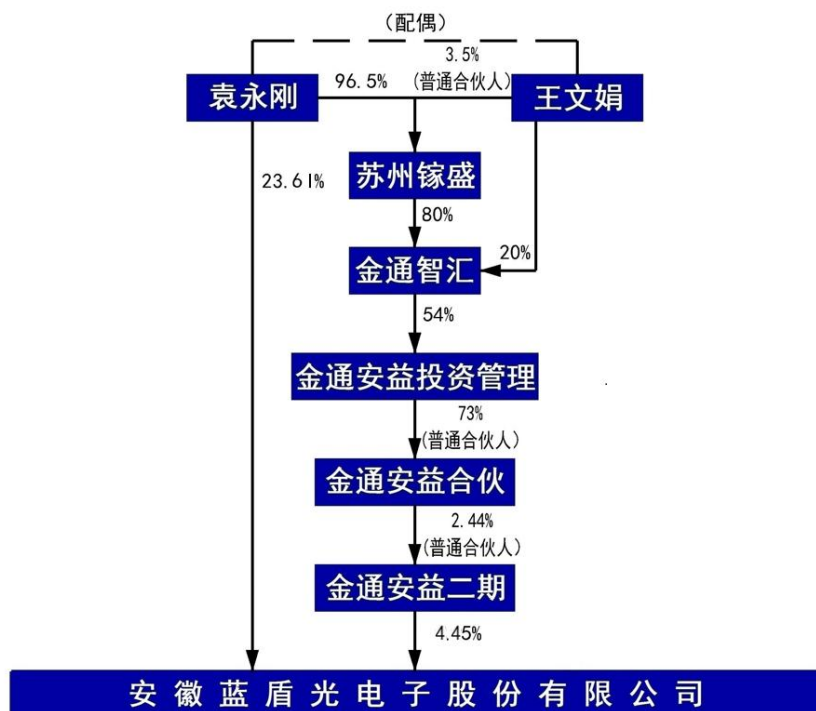 （配偶）
3.5%
袁永刚
96.5%
（普通合伙人）
王文娟
苏州镓盛
23.61%
80%
20%
金通智汇
54%
金通安益投资管理
73%
（普通合伙人）
金通安益合伙
2.44%
（普通合伙人）
金通安益二期
4.45%
安徽蓝盾光电子股份有限公司